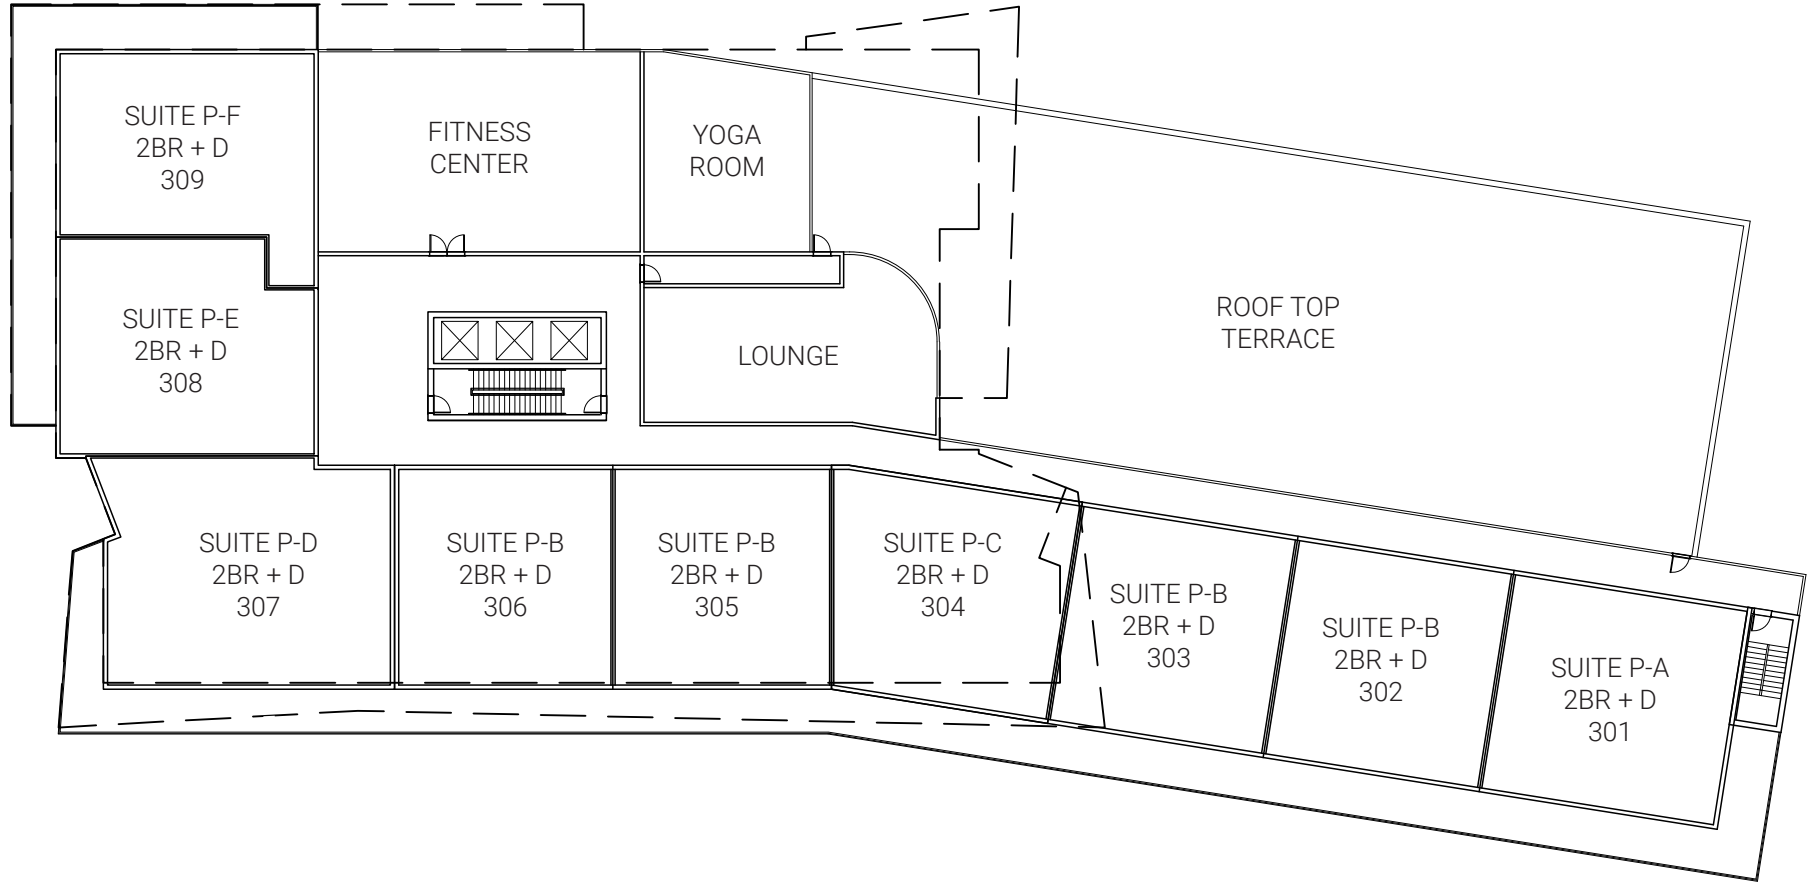 SUITE P-F
2BR + D
309
FITNESS
CENTER
YOGA
ROOM
SUITE P-E
2BR + D
308
LOUNGE
ROOF TOP
TERRACE
SUITE P-D
2BR + D
307
SUITE P-B
2BR + D
306
SUITE P-B
2BR + D
305
SUITE P-C
2BR + D
304
SUITE P-B
2BR + D
303
SUITE P-B
2BR + D
302
SUITE P-A
2BR + D
301